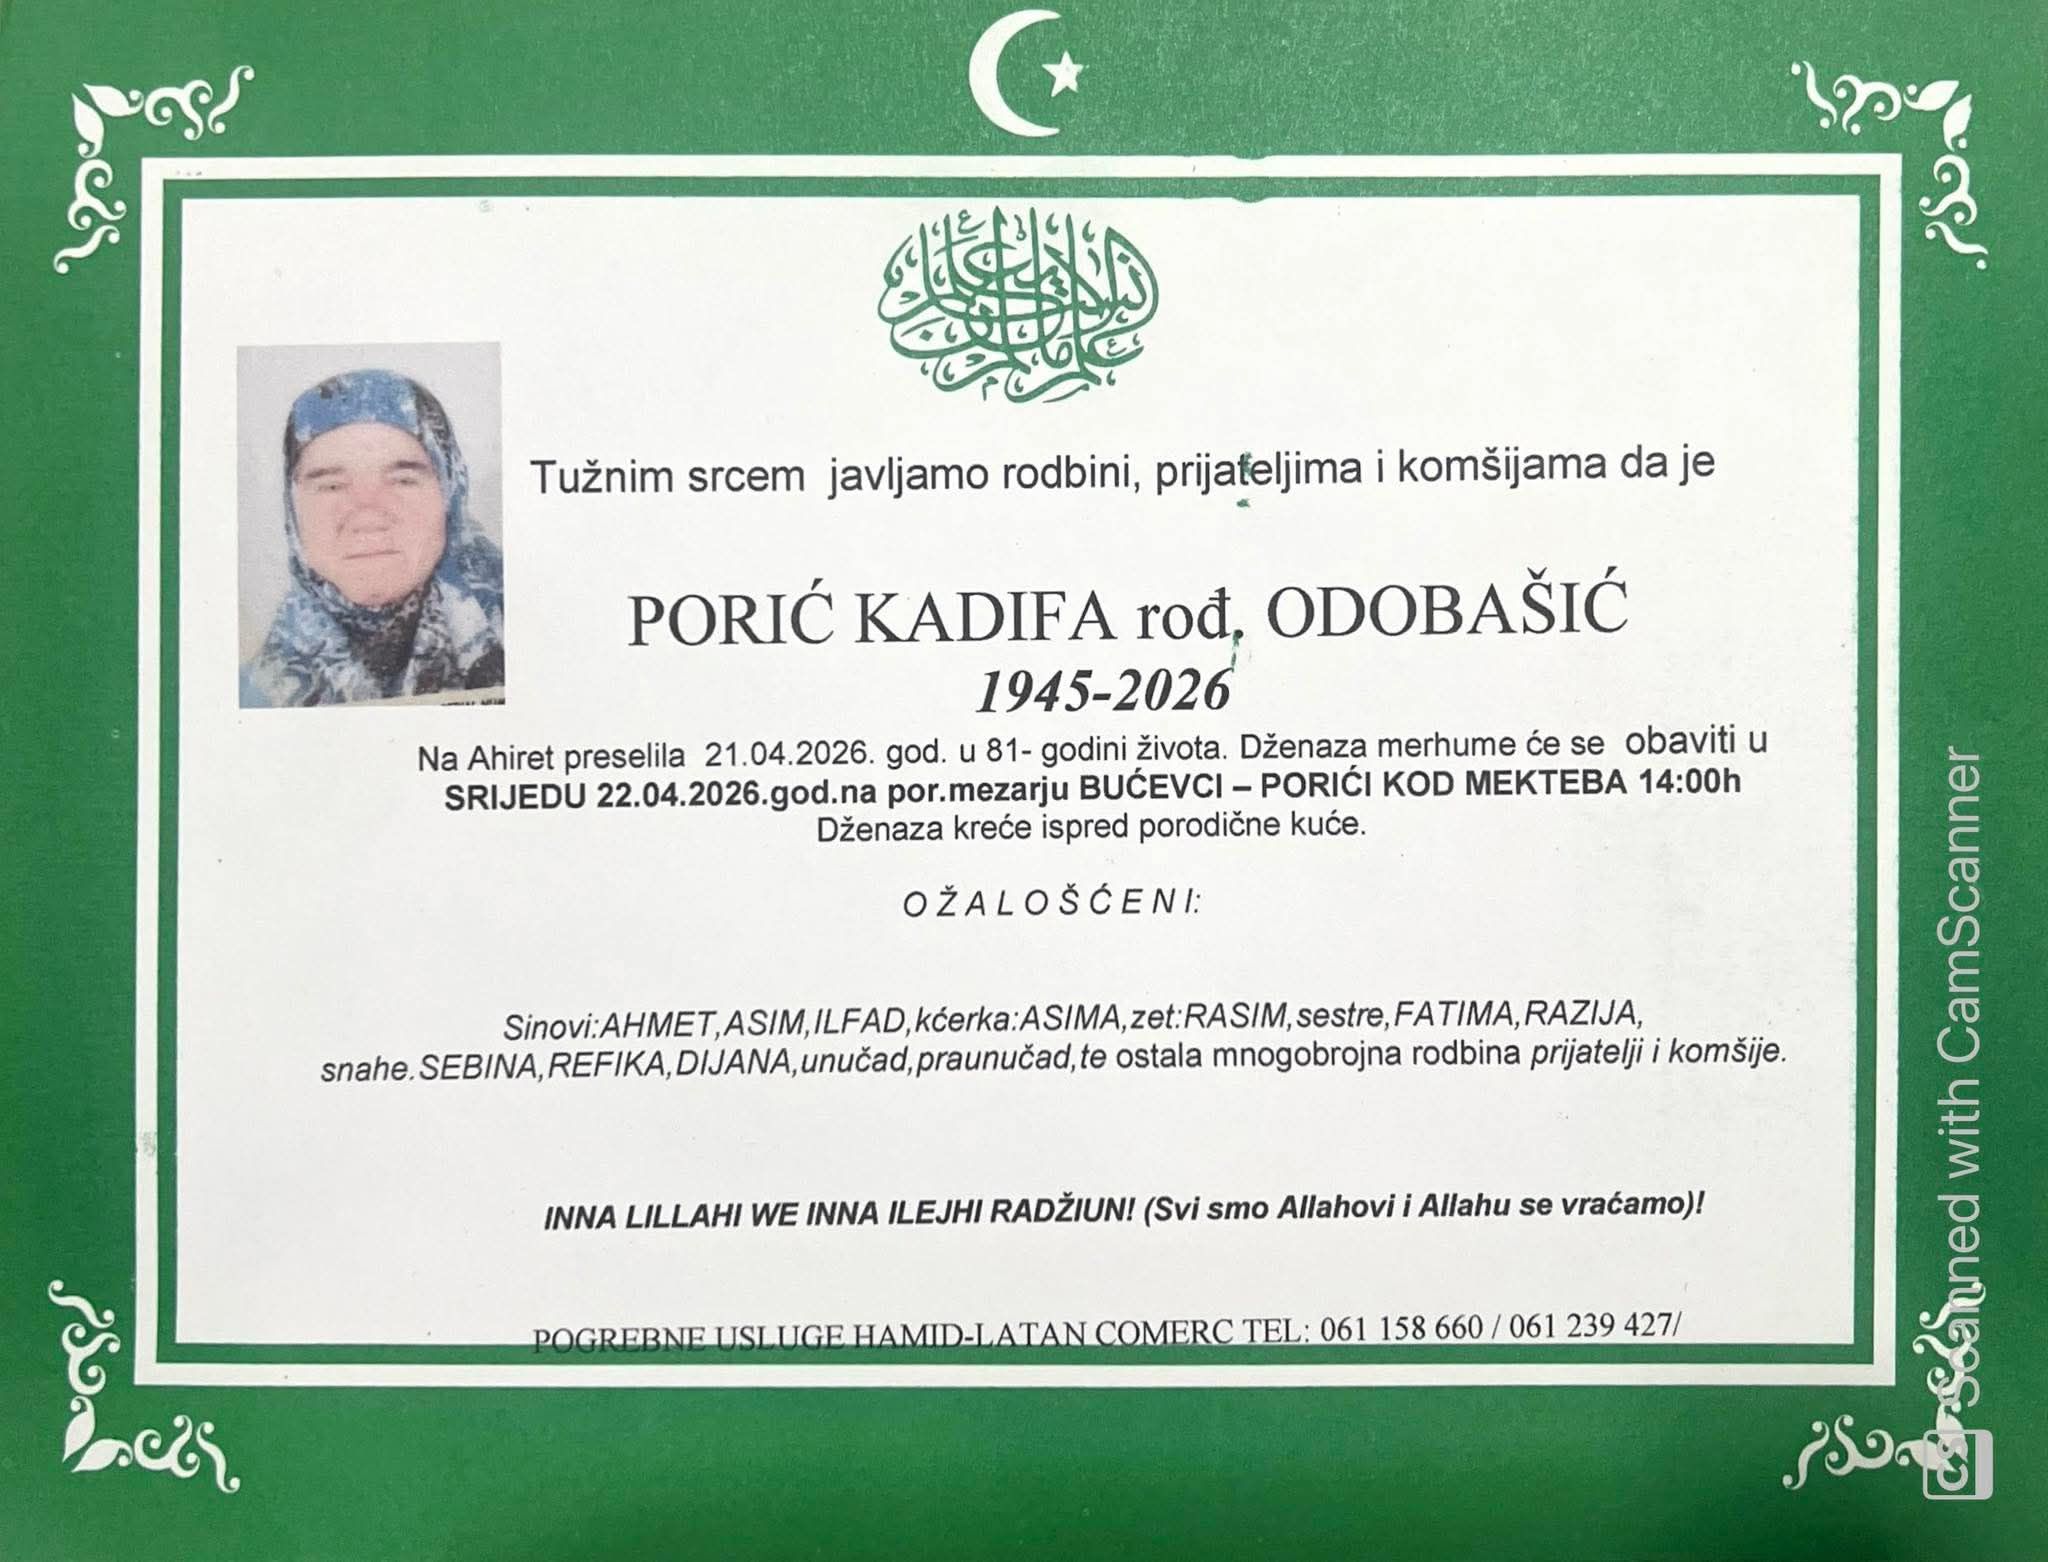 Tužnim srcem javljamo rodbini, prijateljima i komšijama da je
PORIĆ KADIFA rođ. ODOBAŠIĆ
1945-2026
Na Ahiret preselila 21.04.2026. god. u 81- godini života. Dženaza merhume će se obaviti u
SRIJEDU 22.04.2026.god.na por.mezarju BUĆEVCI – PORIĆI KOD MEKTEBA 14:00h
Dženaza kreće ispred porodične kuće.
OŽALOŠĆENI:
Sinovi:AHMET,ASIM,ILFAD,kćerka:ASIMA,zet:RASIM,sestre,FATIMA,RAZIJA,
snahe.SEBINA,REFIKA,DIJANA,unučad,praunučad,te ostala mnogobrojna rodbina prijatelji i komšije.
INNA LILLAHI WE INNA ILEJHI RADŽIUN! (Svi smo Allahovi i Allahu se vraćamo)!
POGREBNE USLUGE HAMID-LATAN COMERC TEL: 061 158 660 / 061 239 427/
CS Scanned with CamScanner